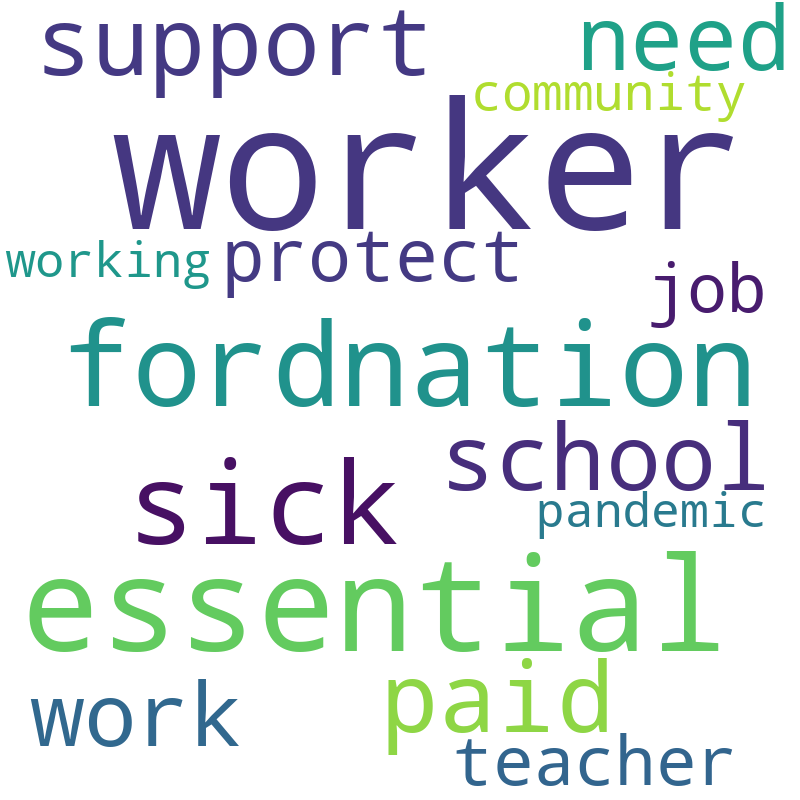 support need
community
worker
working protect
job
fordnation
school
sick
pandemic
essential
paid
work
teacher